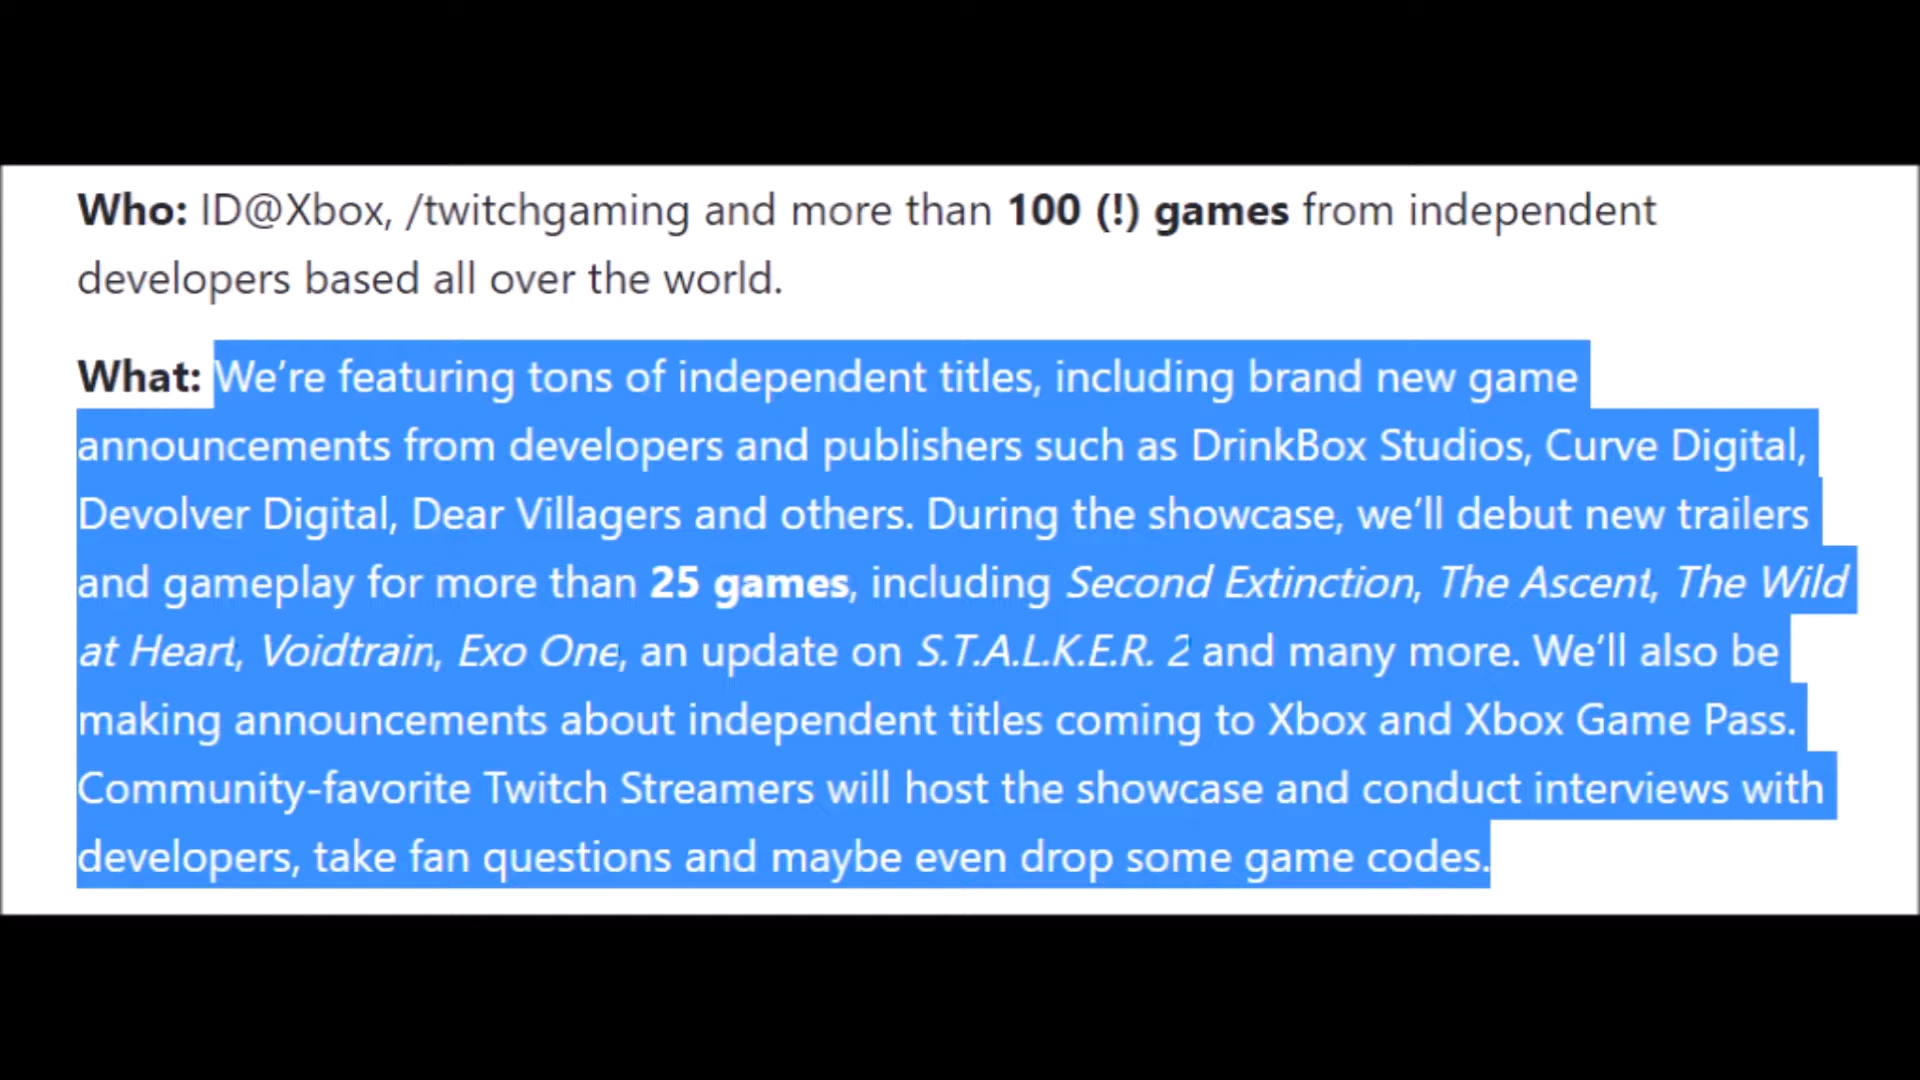 Who: ID@Xbox, /twitchgaming and more than 100 (!) games from independent
developers based all over the world.
What: We’re featuring tons of independent titles, including brand new game
announcements from developers and publishers such as DrinkBox Studios, Curve Digital,
Devolver Digital, Dear Villagers and others. During the showcase, we’ll debut new trailers
and gameplay for more than 25 games, including Second Extinction, The Ascent, The Wild
at Heart, Voidtrain, Exo One, an update on S.T.A.L.K.E.R. 2 and many more. We’ll also be
making announcements about independent titles coming to Xbox and Xbox Game Pass.
Community-favorite Twitch Streamers will host the showcase and conduct interviews with
developers, take fan questions and maybe even drop some game codes.